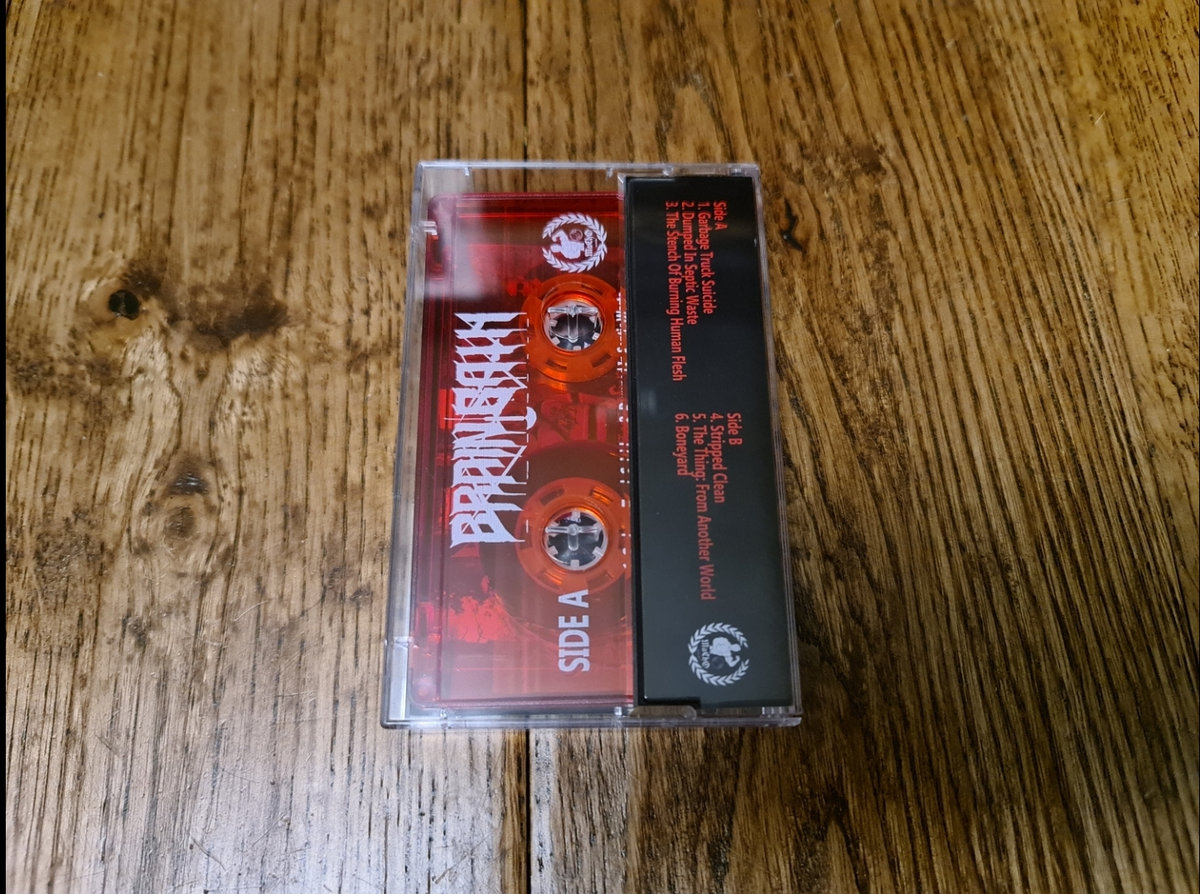 Side A
1. Garbage Truck Suicide
2. Dumped In Septic Waste
3. The Stench Of Burning Human Flesh
Side B
4. Stripped Clean
5. The Thing: From Another World
6. Boneyard
BRAINBATH
SIDE A